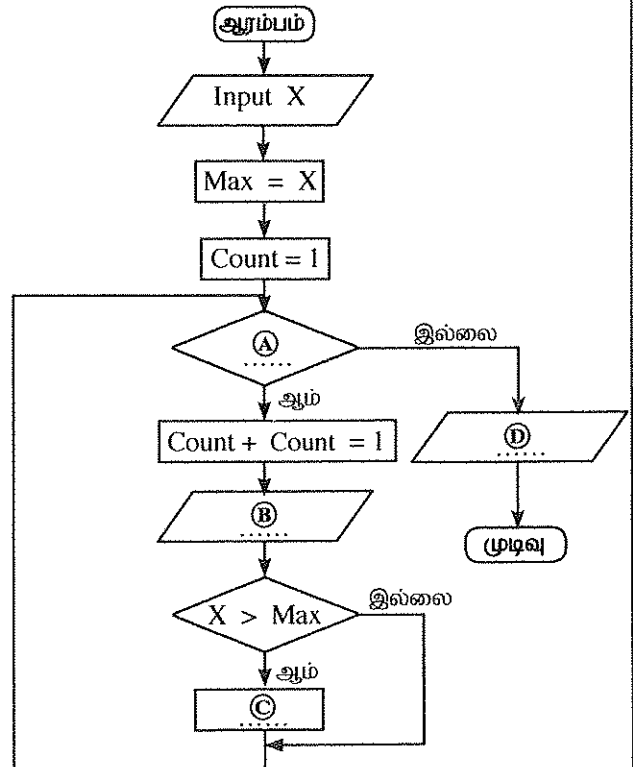 ஆரம்பம்
Input X
Max = X
Count = 1
Ⓐ
......
இல்லை
ஆம்
Count + Count = 1
Ⓓ
......
Ⓑ
......
முடிவு
X > Max
இல்லை
ஆம்
Ⓒ
......